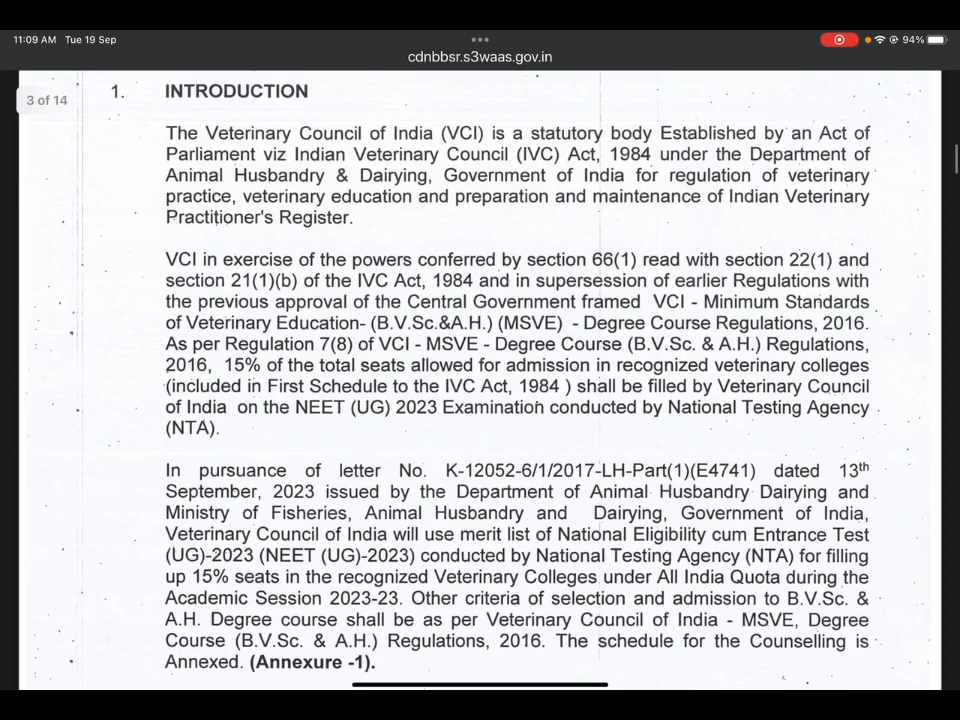 11:09 AM Tue 19 Sep
94%
cdnbbsr.s3waas.gov.in
3 of 14
1. INTRODUCTION
The Veterinary Council of India (VCI) is a statutory body Established by an Act of
Parliament viz Indian Veterinary Council (IVC) Act, 1984 under the Department of
Animal Husbandry & Dairying, Government of India for regulation of veterinary
practice, veterinary education and preparation and maintenance of Indian Veterinary
Practitioner's Register.
VCI in exercise of the powers conferred by section 66(1) read with section 22(1) and
section 21(1)(b) of the IVC Act, 1984 and in supersession of earlier Regulations with
the previous approval of the Central Government framed VCI - Minimum Standards
of Veterinary Education- (B.V.Sc.&A.H.) (MSVE) - Degree Course Regulations, 2016.
As per Regulation 7(8) of VCI - MSVE - Degree Course (B.V.Sc. & A.H.) Regulations,
2016, 15% of the total seats allowed for admission in recognized veterinary colleges
(included in First Schedule to the IVC Act, 1984 ) shall be filled by Veterinary Council
of India on the NEET (UG) 2023 Examination conducted by National Testing Agency
(NTA).
In pursuance of letter No. K-12052-6/1/2017-LH-Part(1)(E4741) dated 13th
September, 2023 issued by the Department of Animal Husbandry Dairying and
Ministry of Fisheries, Animal Husbandry and Dairying, Government of India,
Veterinary Council of India will use merit list of National Eligibility cum Entrance Test
(UG)-2023 (NEET (UG)-2023) conducted by National Testing Agency (NTA) for filling
up 15% seats in the recognized Veterinary Colleges under All India Quota during the
Academic Session 2023-23. Other criteria of selection and admission to B.V.Sc. &
A.H. Degree course shall be as per Veterinary Council of India - MSVE, Degree
Course (B.V.Sc. & A.H.) Regulations, 2016. The schedule for the Counselling is
Annexed. (Annexure -1).